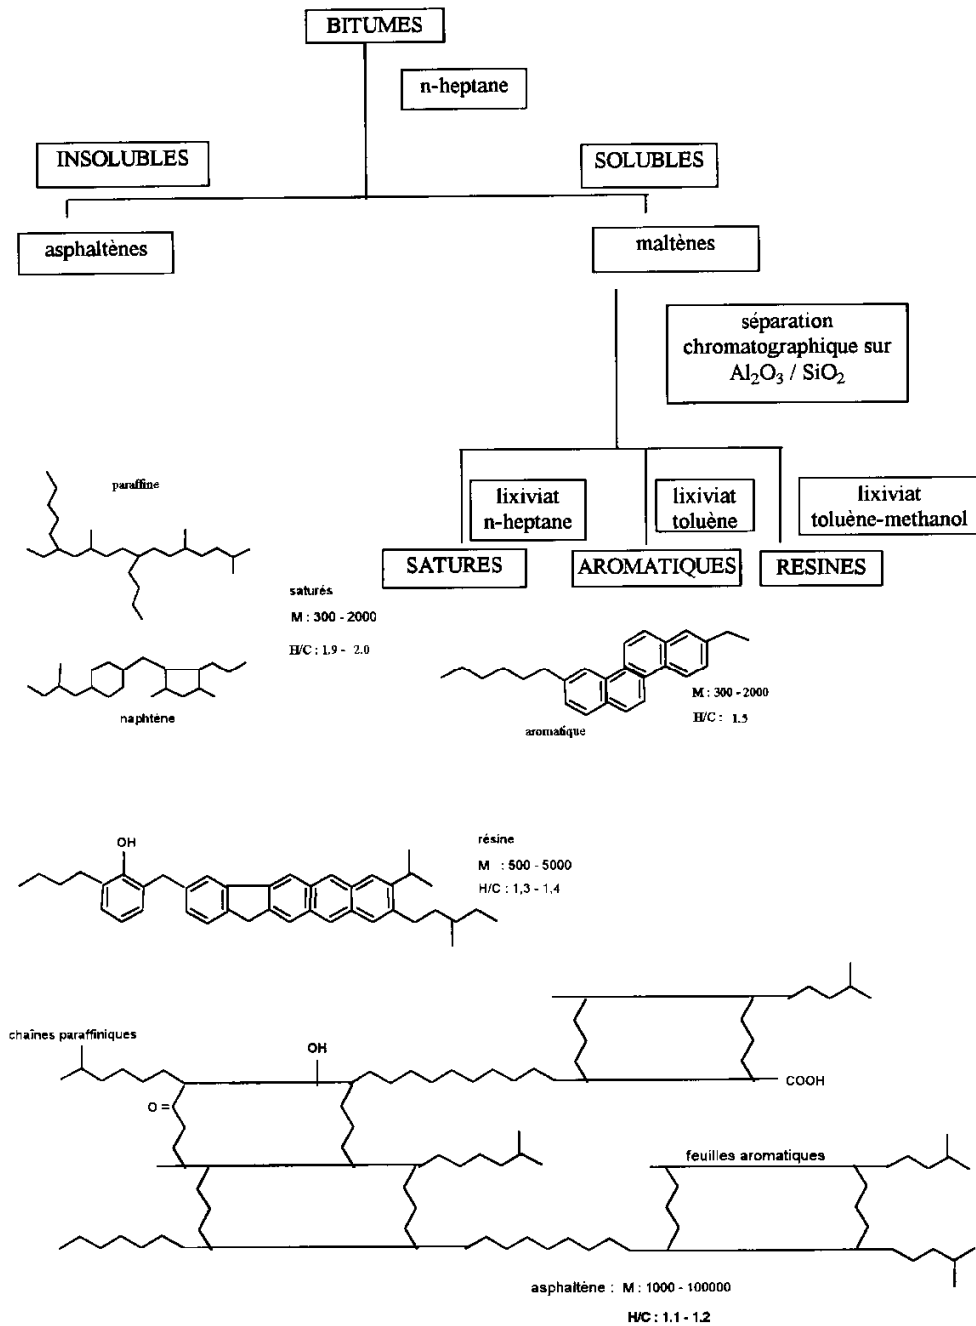 BITUMES
n-heptane
INSOLUBLES
SOLUBLES
asphaltènes
maltènes
séparation
chromatographique sur
Al₂O₃ / SiO₂
lixiviat
n-heptane
lixiviat
toluène
lixiviat
toluène-methanol
SATURES
AROMATIQUES
RESINES
paraffine
saturés
M : 300 - 2000
H/C : 1.9 - 2.0
naphtène
M : 300 - 2000
H/C : 1.5
aromatique
OH
résine
M : 500 - 5000
H/C : 1,3 - 1,4
chaînes paraffiniques
OH
COOH
O
feuilles aromatiques
asphaltène : M : 1000 - 100000
H/C : 1.1 - 1.2